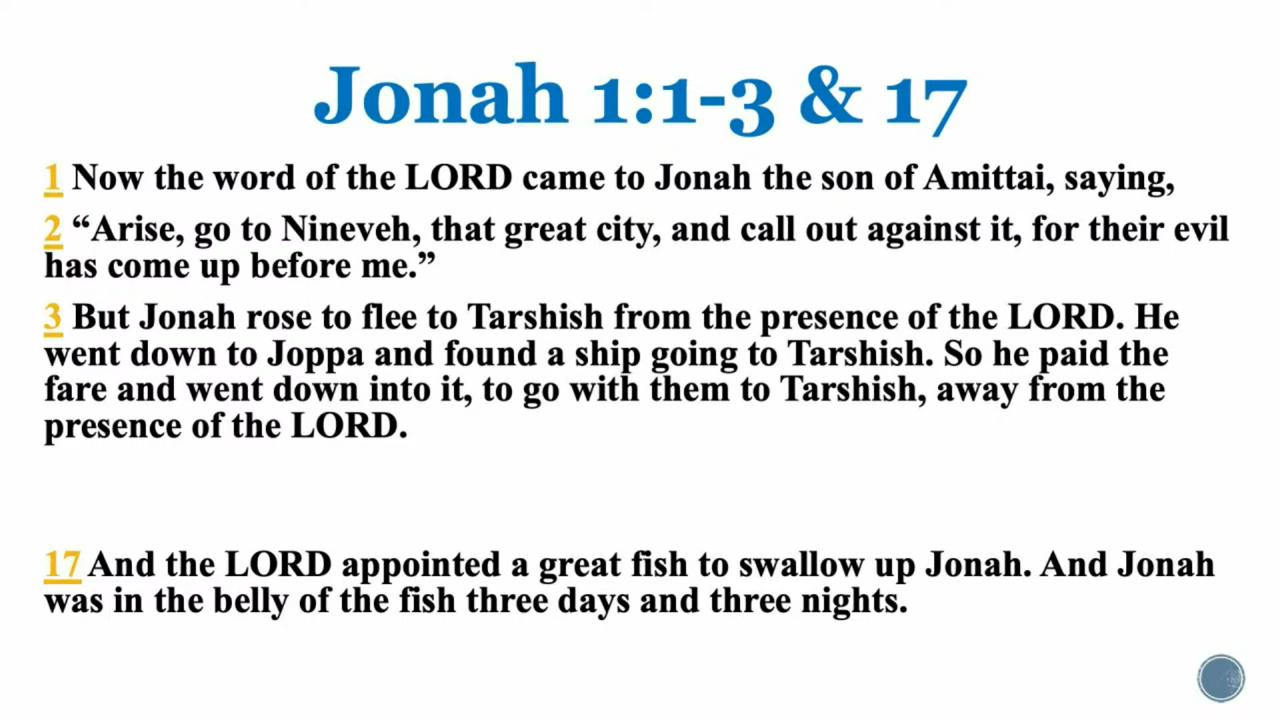 Jonah 1:1-3 & 17
1 Now the word of the LORD came to Jonah the son of Amittai, saying,
2 “Arise, go to Nineveh, that great city, and call out against it, for their evil
has come up before me.”
3 But Jonah rose to flee to Tarshish from the presence of the LORD. He
went down to Joppa and found a ship going to Tarshish. So he paid the
fare and went down into it, to go with them to Tarshish, away from the
presence of the LORD.
17 And the LORD appointed a great fish to swallow up Jonah. And Jonah
was in the belly of the fish three days and three nights.